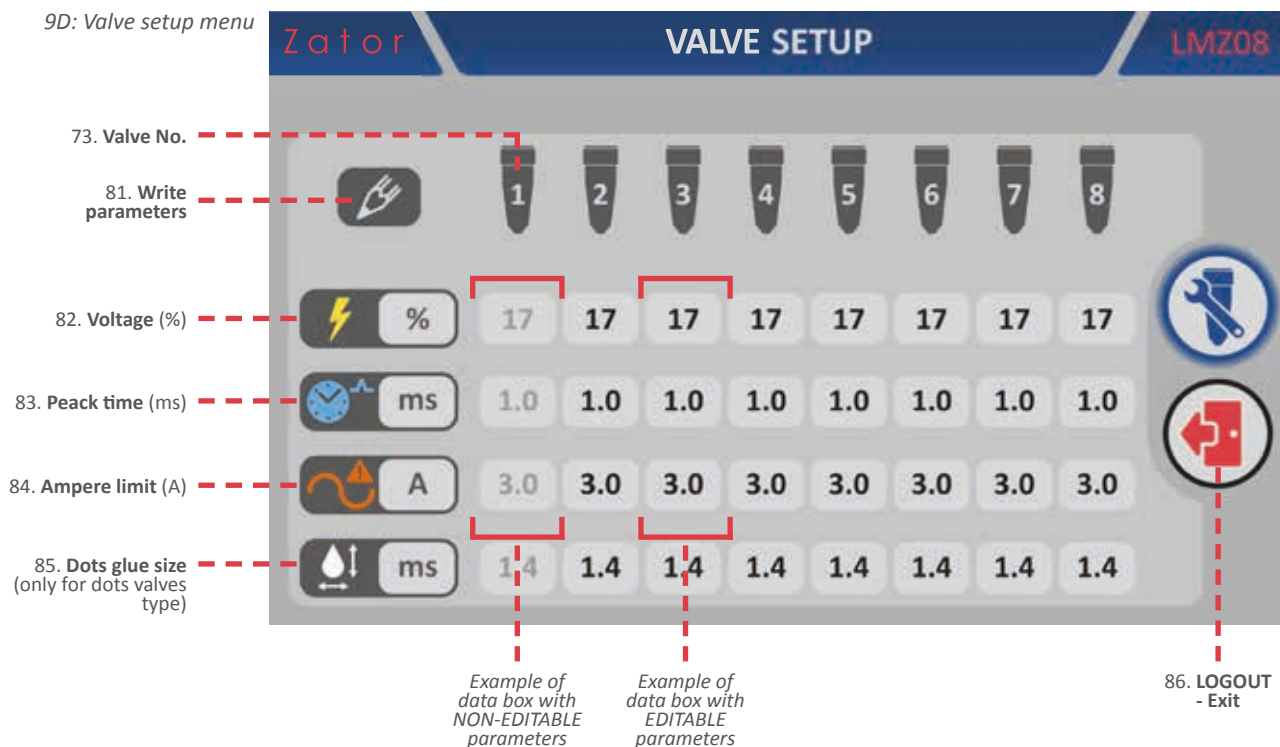 9D: Valve setup menu
Zator VALVE SETUP LMZ08
73. Valve No.
81. Write
parameters
1 2 3 4 5 6 7 8
82. Voltage (%)
% 17 17 17 17 17 17 17 17
83. Peack time (ms)
ms 1.0 1.0 1.0 1.0 1.0 1.0 1.0 1.0
84. Ampere limit (A)
A 3.0 3.0 3.0 3.0 3.0 3.0 3.0 3.0
85. Dots glue size
(only for dots valves
type)
ms 1.4 1.4 1.4 1.4 1.4 1.4 1.4 1.4
Example of
data box with
NON-EDITABLE
parameters
Example of
data box with
EDITABLE
parameters
86. LOGOUT
- Exit